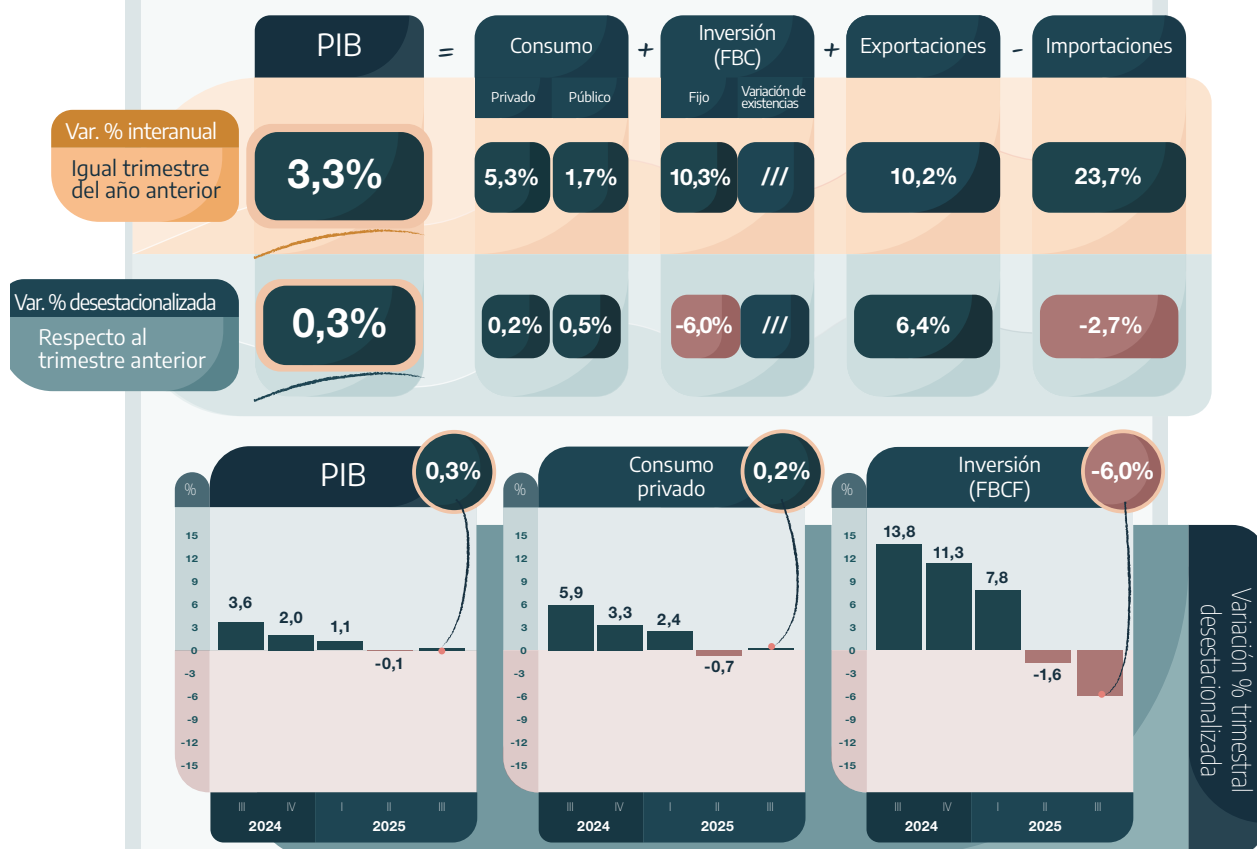 PIB = Consumo + Inversión (FBC) + Exportaciones - Importaciones
Privado Público Fijo Variación de existencias
Var. % interanual
Igual trimestre
del año anterior
3,3% 5,3% 1,7% 10,3% /// 10,2% 23,7%
Var. % desestacionalizada
Respecto al
trimestre anterior
0,3% 0,2% 0,5% -6,0% /// 6,4% -2,7%
PIB
0,3%
%
15
12
9
6
3
0
-3
-6
-9
-12
-15
3,6
2,0
1,1
-0,1
III IV I II III
2024 2025
Consumo
privado
0,2%
%
15
12
9
6
3
0
-3
-6
-9
-12
-15
5,9
3,3
2,4
-0,7
III IV I II III
2024 2025
Inversión
(FBCF)
-6,0%
%
15
12
9
6
3
0
-3
-6
-9
-12
-15
13,8
11,3
7,8
-1,6
III IV I II III
2024 2025
Variación % trimestral
desestacionalizada